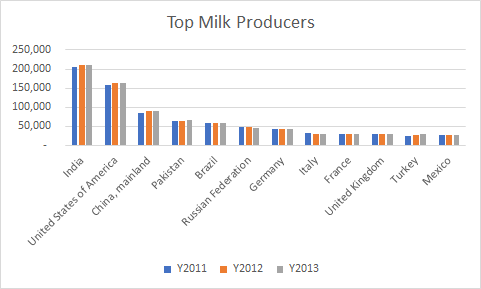 Top Milk Producers
250,000
200,000
150,000
100,000
50,000
-
India
United States of America
China, mainland
Pakistan
Brazil
Russian Federation
Germany
Italy
France
United Kingdom
Turkey
Mexico
Y2011 Y2012 Y2013